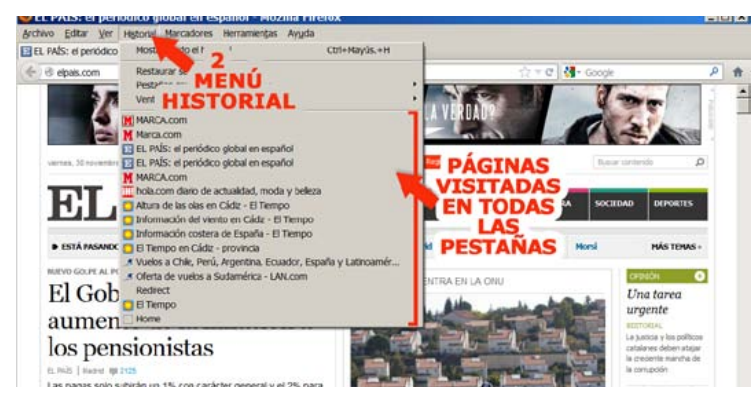 EL PAÍS: el periódico global en español - Mozilla Firefox
Archivo Editar Ver Historial Marcadores Herramientas Ayuda
EL PAÍS: el periódico
Ctrl+Mayús.+H
2
MENÚ
HISTORIAL
elpais.com
Google
Restaurar
MARCA.com
Marca.com
EL PAÍS: el periódico global en español
EL PAÍS: el periódico global en español
MARCA.com
hola.com diario de actualidad, moda y belleza
Altura de las olas en Cádiz - El Tiempo
Información del viento en Cádiz - El Tiempo
Información costera de España - El Tiempo
El Tiempo en Cádiz - provincia
Vuelos a Chile, Perú, Argentina, Ecuador, España y Latinoamér...
Oferta de vuelos a Sudamérica - LAN.com
Redirect
El Tiempo
Home
LA VERDAD?
PÁGINAS
VISITADAS
EN TODAS
LAS
PESTAÑAS
viernes, 30 noviembre
Buscar contenido
EL
SOCIEDAD DEPORTES
ESTÁ PASANDO
Morsi MÁS TEMAS
NUEVO GOLPE AL
El Gob
aumen
los pensionistas
EL PAÍS | Madrid 2125
Las pagas solo subirán un 1% con carácter general y el 2% para
ENTRA EN LA ONU
OPINIÓN
Una tarea
urgente
EDITORIAL
La justicia y los políticos
catalanes deben atajar
la creciente marcha de
la corrupción